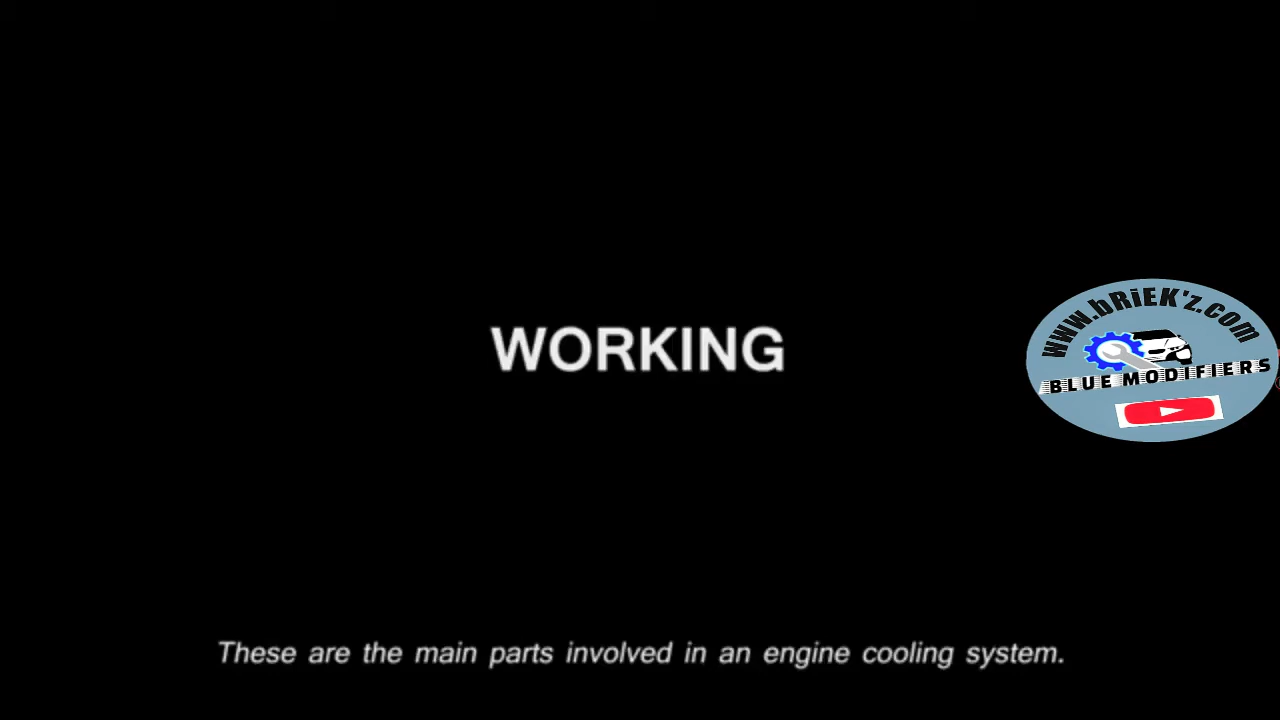 WORKING
www.bRiEK'z.com
BLUE MODIFIERS
These are the main parts involved in an engine cooling system.